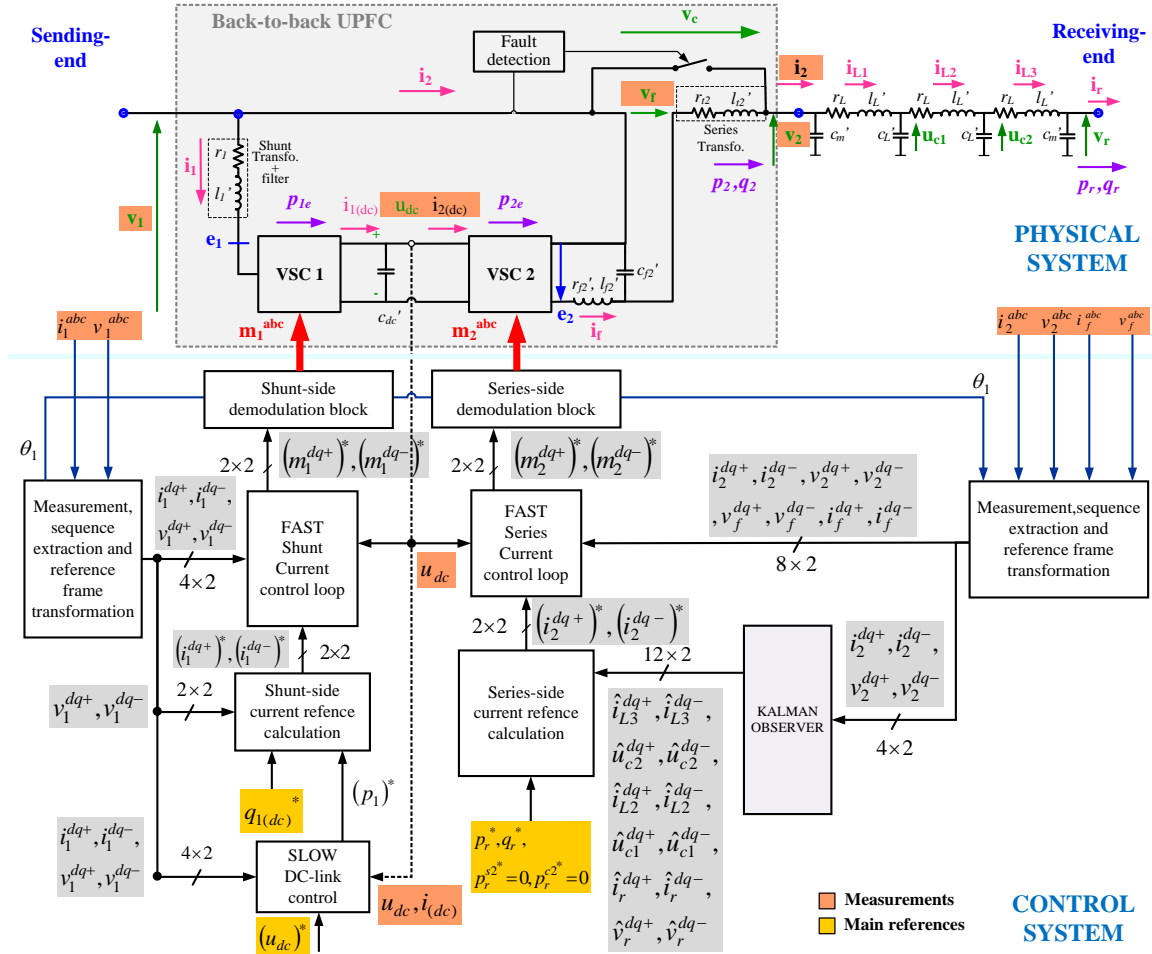 Back-to-back UPFC
Sending-
end
Fault
detection
v_c
Receiving-
end
i_2
v_f
r_t2 l_t2'
Series
Transfo.
i_2
i_L1
i_L2
i_L3
i_r
r_L l_L'
r_L l_L'
r_L l_L'
v_2
c_m'
c_L'
u_c1
c_L'
u_c2
c_m'
v_r
p_2,q_2
p_r,q_r
i_1
r_1
l_1'
Shunt
Transfo.
+
filter
v_1
e_1
p_1e
i_1(dc)
u_dc
i_2(dc)
p_2e
VSC 1
+
-
c_dc'
VSC 2
e_2
r_f2', l_f2'
c_f2'
i_f
PHYSICAL
SYSTEM
m_1^abc
m_2^abc
i_1^abc v_1^abc
i_2^abc v_2^abc i_f^abc v_f^abc
θ_1
Shunt-side
demodulation block
Series-side
demodulation block
θ_1
2×2
(m_1^dq+)^*,(m_1^dq-)^*
2×2
(m_2^dq+)^*,(m_2^dq-)^*
Measurement,
sequence
extraction and
reference
frame
transformation
i_1^dq+,i_1^dq-,
v_1^dq+,v_1^dq-
4×2
FAST
Shunt
Current
control loop
u_dc
FAST
Series
Current
control loop
i_2^dq+,i_2^dq-,v_2^dq+,v_2^dq-
,v_f^dq+,v_f^dq-,i_f^dq+,i_f^dq-
8×2
Measurement,sequence
extraction and
reference frame
transformation
(i_1^dq+)^*,(i_1^dq-)^*
2×2
2×2
(i_2^dq+)^*,(i_2^dq-)^*
v_1^dq+,v_1^dq-
2×2
Shunt-side
current refence
calculation
Series-side
current refence
calculation
12×2
î_L3^dq+,î_L3^dq-,
û_c2^dq+,û_c2^dq-,
î_L2^dq+,î_L2^dq-,
û_c1^dq+,û_c1^dq-,
î_r^dq+,î_r^dq-,
v̂_r^dq+,v̂_r^dq-
KALMAN
OBSERVER
i_2^dq+,i_2^dq-,
v_2^dq+,v_2^dq-
4×2
q_1(dc)^*
(p_1)^*
p_r^*,q_r^*,
p_r^s2*=0,p_r^c2*=0
i_1^dq+,i_1^dq-,
v_1^dq+,v_1^dq-
4×2
SLOW
DC-link
control
u_dc,i_(dc)
(u_dc)^*
Measurements
Main references
CONTROL
SYSTEM